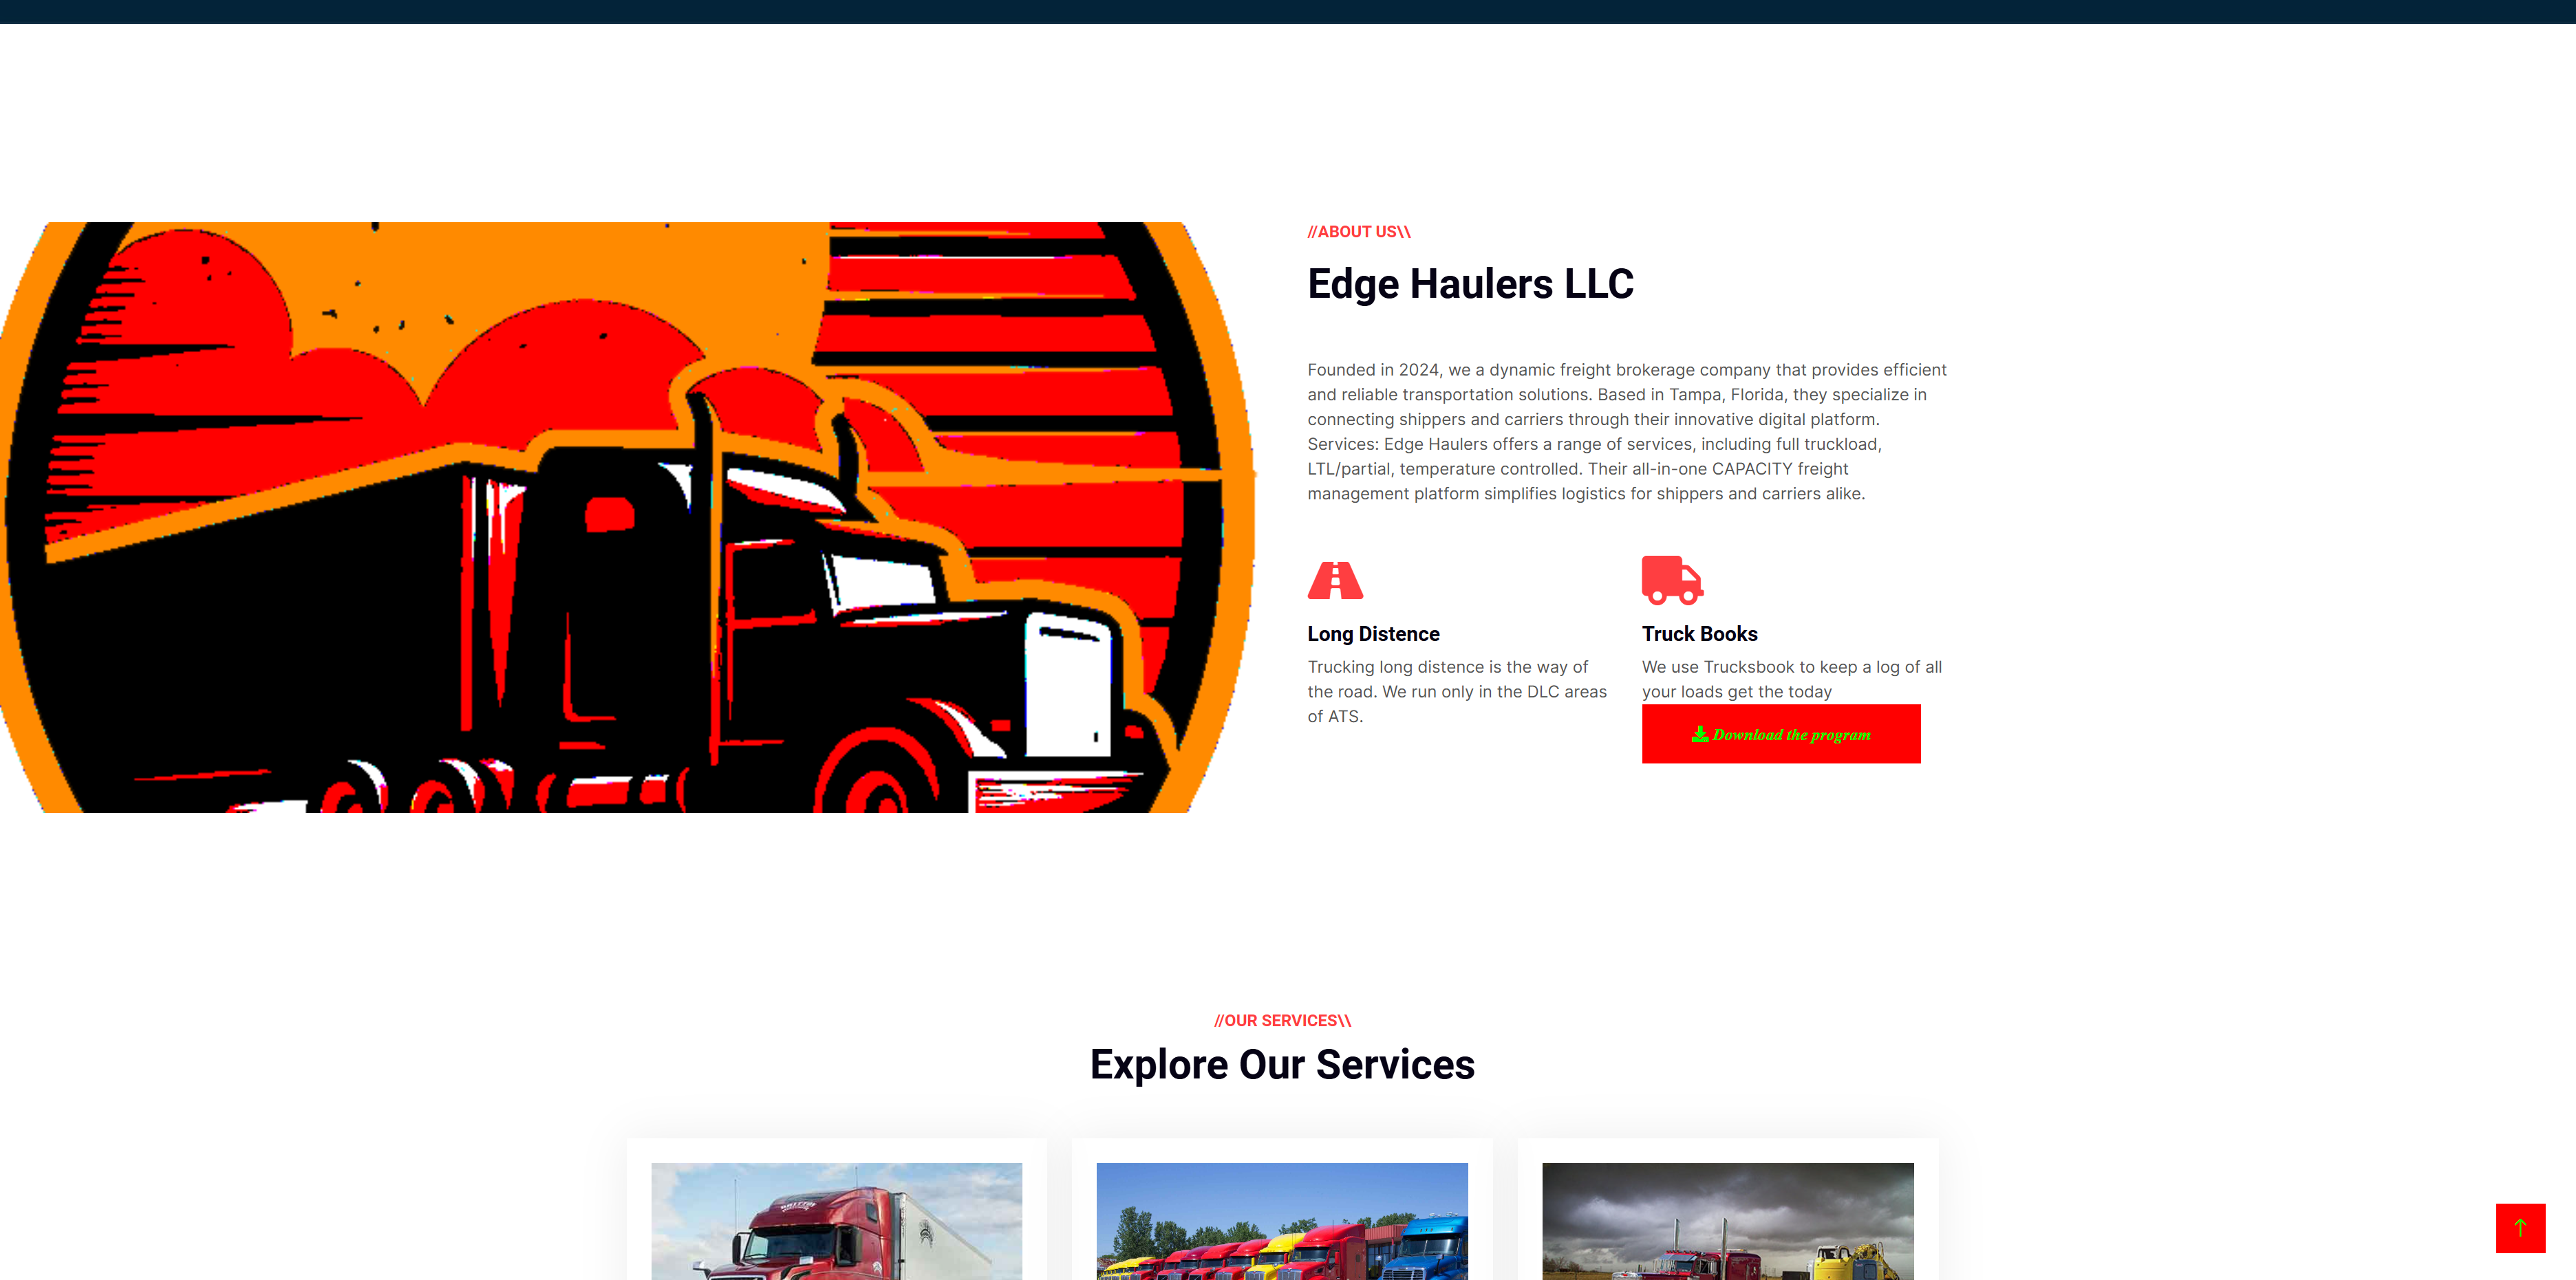 //ABOUT US\\
Edge Haulers LLC
Founded in 2024, we a dynamic freight brokerage company that provides efficient
and reliable transportation solutions. Based in Tampa, Florida, they specialize in
connecting shippers and carriers through their innovative digital platform.
Services: Edge Haulers offers a range of services, including full truckload,
LTL/partial, temperature controlled. Their all-in-one CAPACITY freight
management platform simplifies logistics for shippers and carriers alike.
Long Distence
Trucking long distence is the way of
the road. We run only in the DLC areas
of ATS.
Truck Books
We use Trucksbook to keep a log of all
your loads get the today
Download the program
//OUR SERVICES\\
Explore Our Services